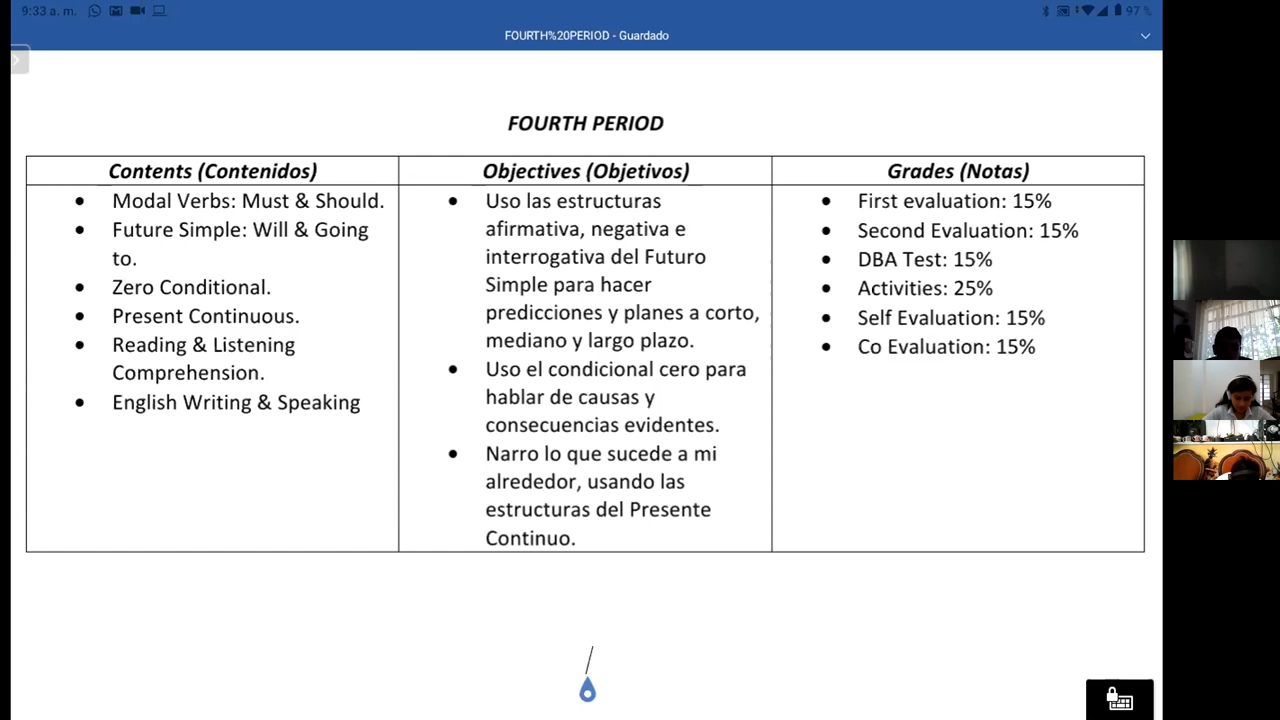 9:33 a. m.
97 %
FOURTH%20PERIOD - Guardado
FOURTH PERIOD
Contents (Contenidos)
Modal Verbs: Must & Should.
Future Simple: Will & Going
to.
Zero Conditional.
Present Continuous.
Reading & Listening
Comprehension.
English Writing & Speaking
Objectives (Objetivos)
Uso las estructuras
afirmativa, negativa e
interrogativa del Futuro
Simple para hacer
predicciones y planes a corto,
mediano y largo plazo.
Uso el condicional cero para
hablar de causas y
consecuencias evidentes.
Narro lo que sucede a mi
alrededor, usando las
estructuras del Presente
Continuo.
Grades (Notas)
First evaluation: 15%
Second Evaluation: 15%
DBA Test: 15%
Activities: 25%
Self Evaluation: 15%
Co Evaluation: 15%